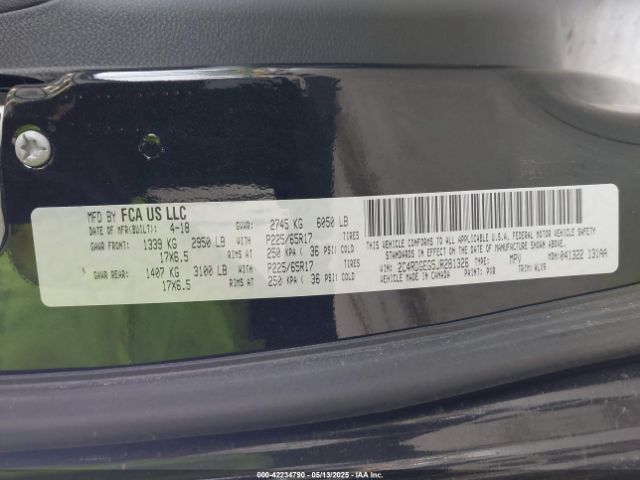 MFD BY FCA US LLC
DATE OF MFR(BUILT): 4-18 GVWR: 2745 KG 6050 LB
GAWR FRONT: 1339 KG 2950 LB WITH P225/65R17 TIRES
17X6.5 RIMS AT 250 KPA ( 36 PSI) COLD
GAWR REAR: 1407 KG 3100 LB WITH P225/65R17 TIRES
17X6.5 RIMS AT 250 KPA ( 36 PSI) COLD
THIS VEHICLE CONFORMS TO ALL APPLICABLE U.S.A. FEDERAL MOTOR VEHICLE SAFETY
STANDARDS IN EFFECT ON THE DATE OF MANUFACTURE SHOWN ABOVE.
VIN: 2C4RDGEG5JR281326 TYPE: MPV MDH: 041322 131AA
VEHICLE MADE IN CANADA PAINT: PXR TRIM:
000-42234790 - 05/13/2025 - IAAI Inc.